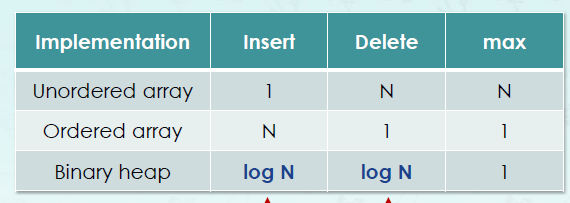 Implementation Insert Delete max
Unordered array 1 N N
Ordered array N 1 1
Binary heap log N log N 1